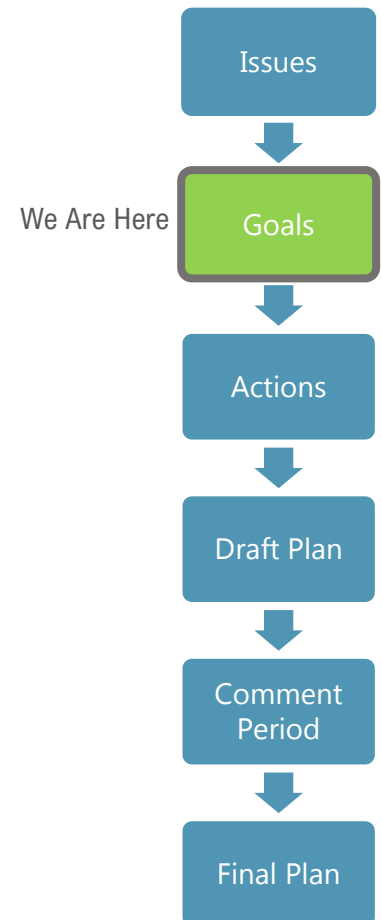 Issues
We Are Here
Goals
Actions
Draft Plan
Comment
Period
Final Plan